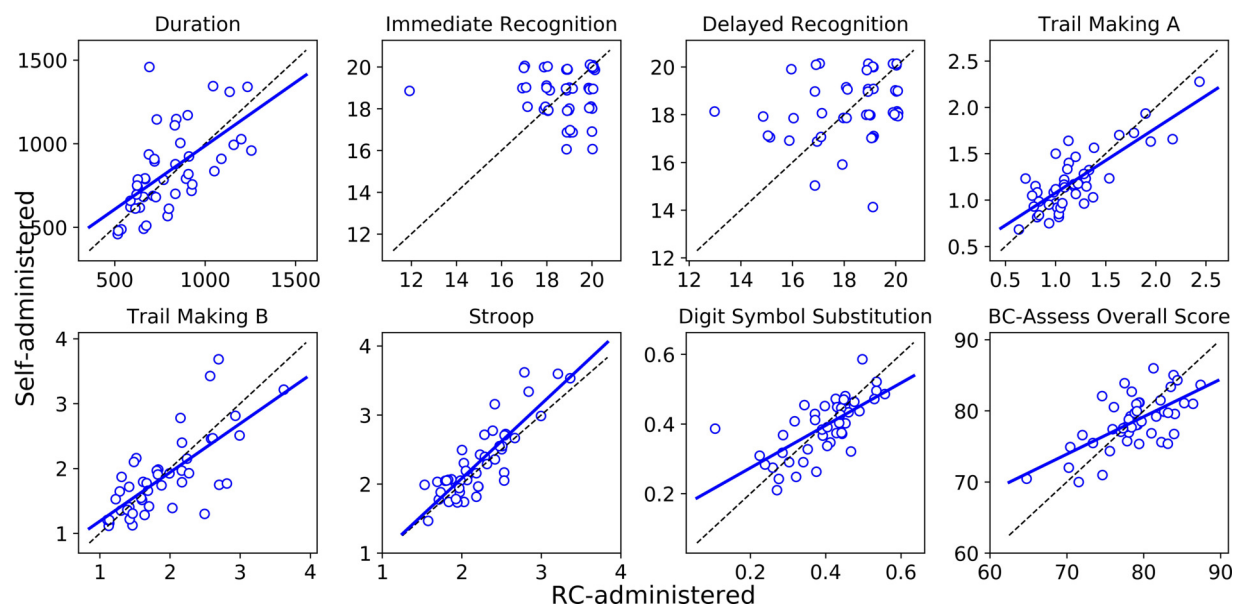 Duration
Immediate Recognition
Delayed Recognition
Trail Making A
1500
1000
500
500 1000 1500
20
18
16
14
12
12 14 16 18 20
20
18
16
14
12
12 14 16 18 20
2.5
2.0
1.5
1.0
0.5
0.5 1.0 1.5 2.0 2.5
Self-administered
Trail Making B
Stroop
Digit Symbol Substitution
BC-Assess Overall Score
4
3
2
1
1 2 3 4
4
3
2
1
1 2 3 4
0.6
0.4
0.2
0.2 0.4 0.6
90
80
70
60
60 70 80 90
RC-administered